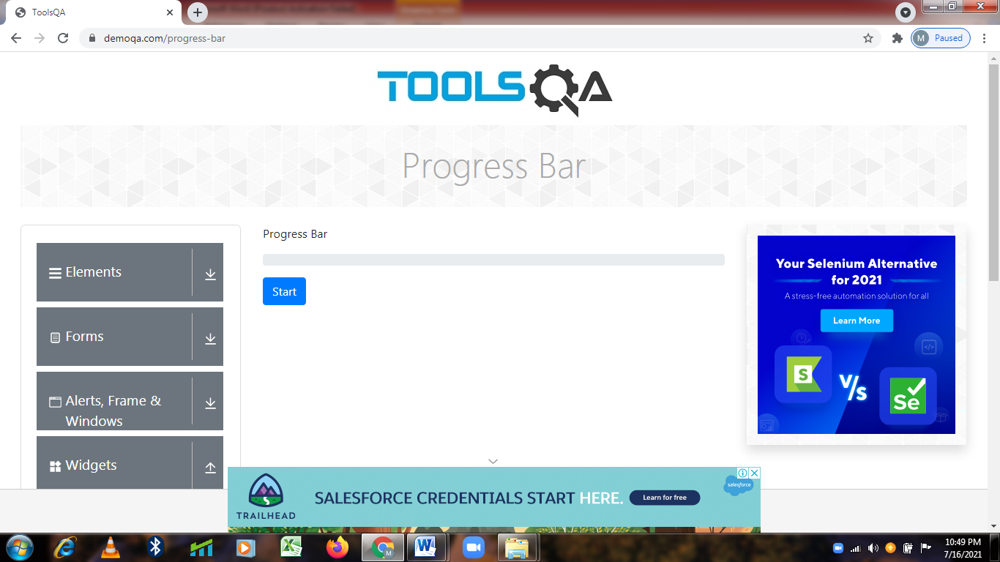 ToolsQA
demoqa.com/progress-bar
M
Paused
TOOLSQA
Progress Bar
Elements
Forms
Alerts, Frame &
Windows
Widgets
Progress Bar
Start
Your Selenium Alternative
for 2021
A stress-free automation solution for all
Learn More
S
V/s
Se
TRAILHEAD
SALESFORCE CREDENTIALS START HERE.
Learn for free
salesforce
M
10:49 PM
7/16/2021